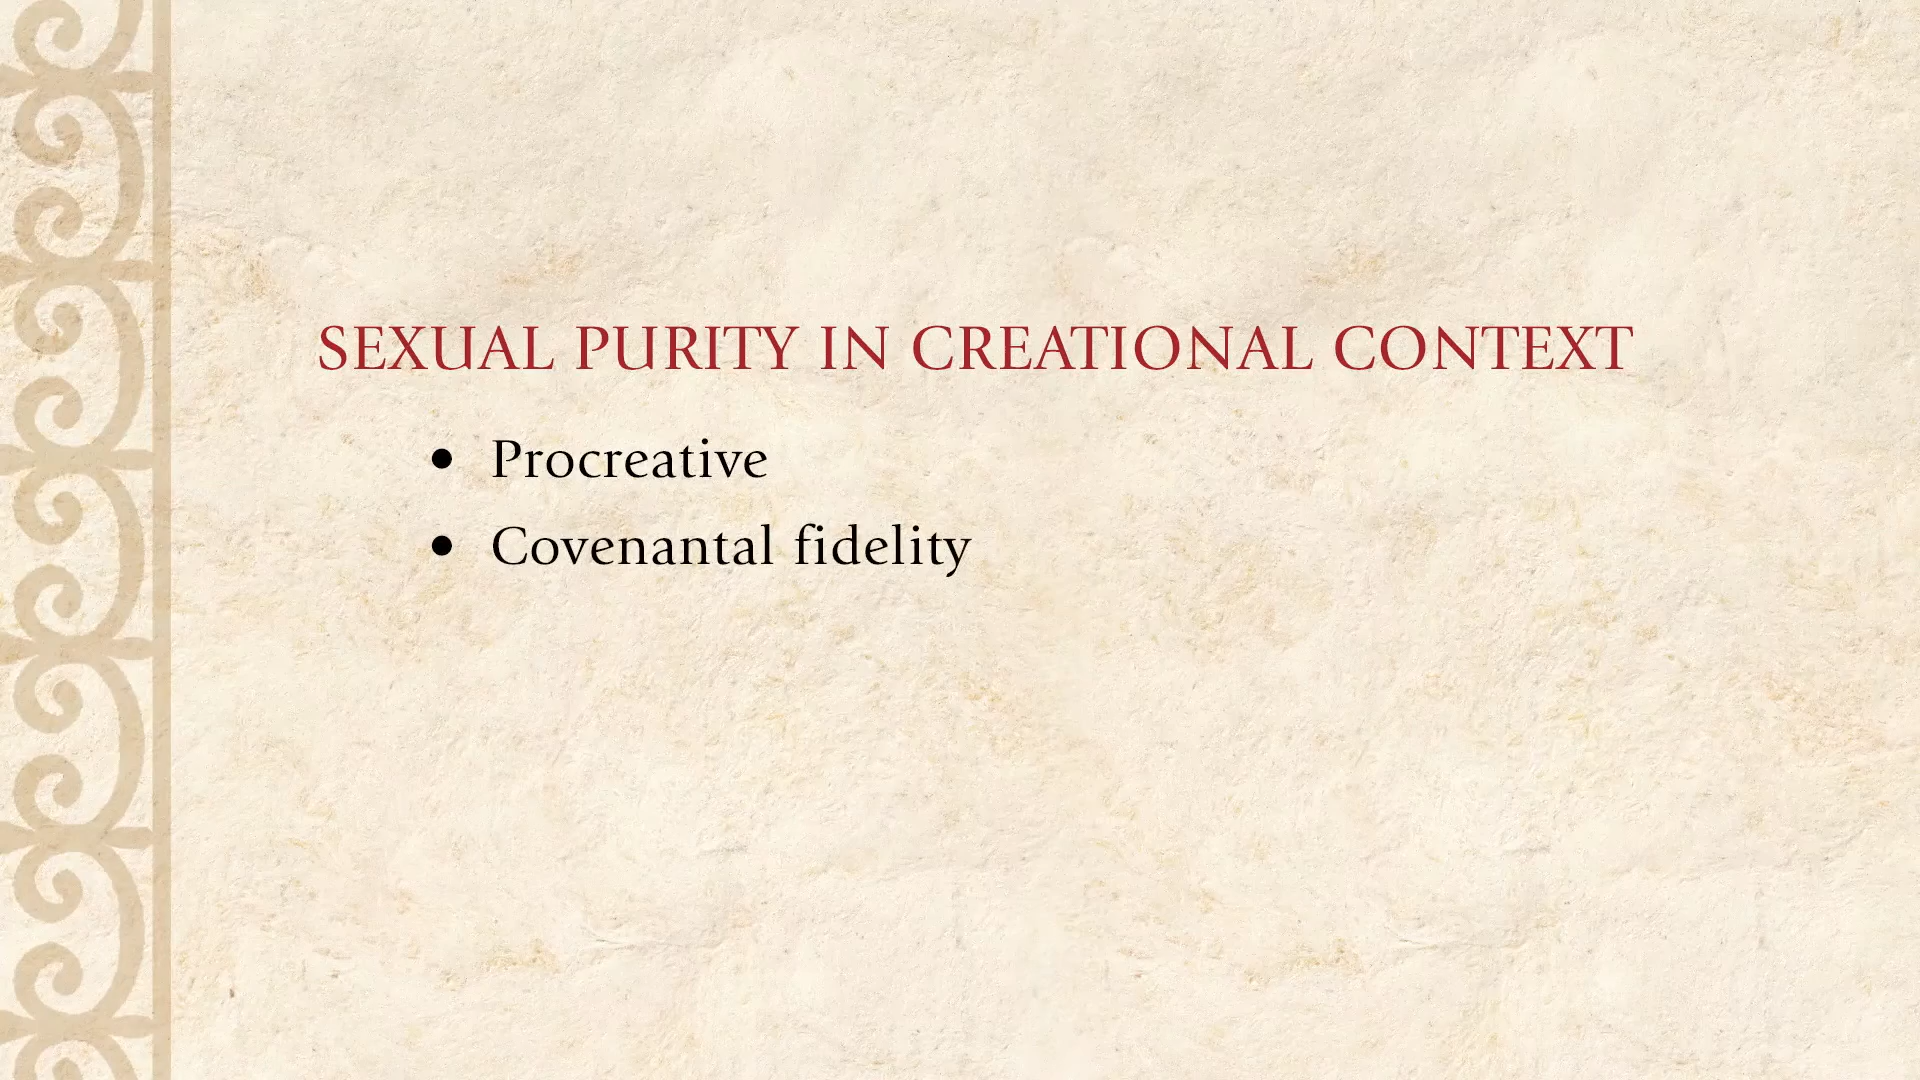 SEXUAL PURITY IN CREATIONAL CONTEXT
• Procreative
• Covenantal fidelity